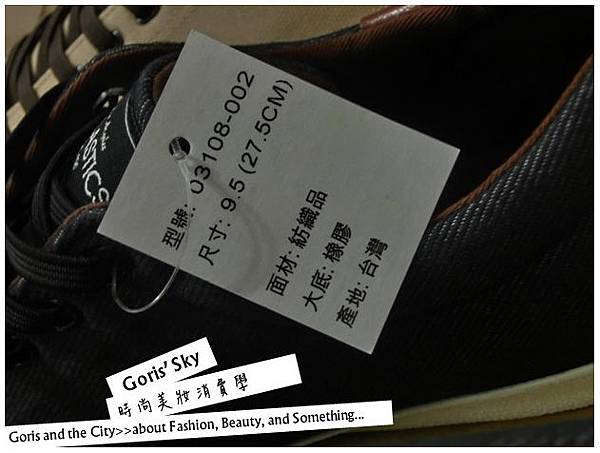 型號: 03108-002
尺寸: 9.5 (27.5CM)
面材: 紡織品
大底: 橡膠
產地: 台灣
Goris' Sky
時尚美妝消費學
Goris and the City>>about Fashion, Beauty, and Something...